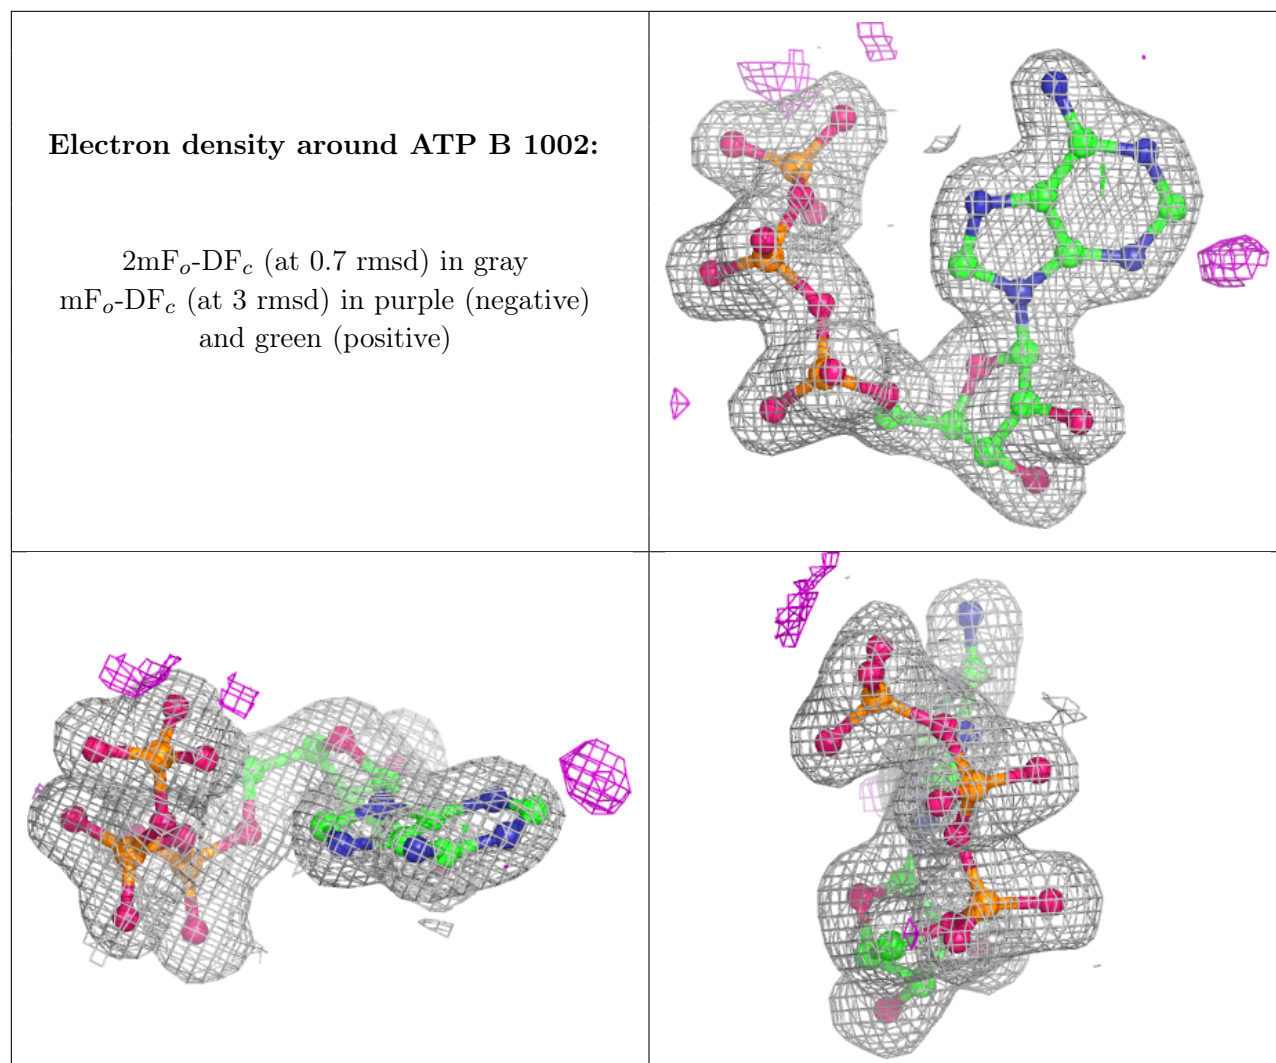 Electron density around ATP B 1002:
2mFo-DFc (at 0.7 rmsd) in gray
mFo-DFc (at 3 rmsd) in purple (negative)
and green (positive)